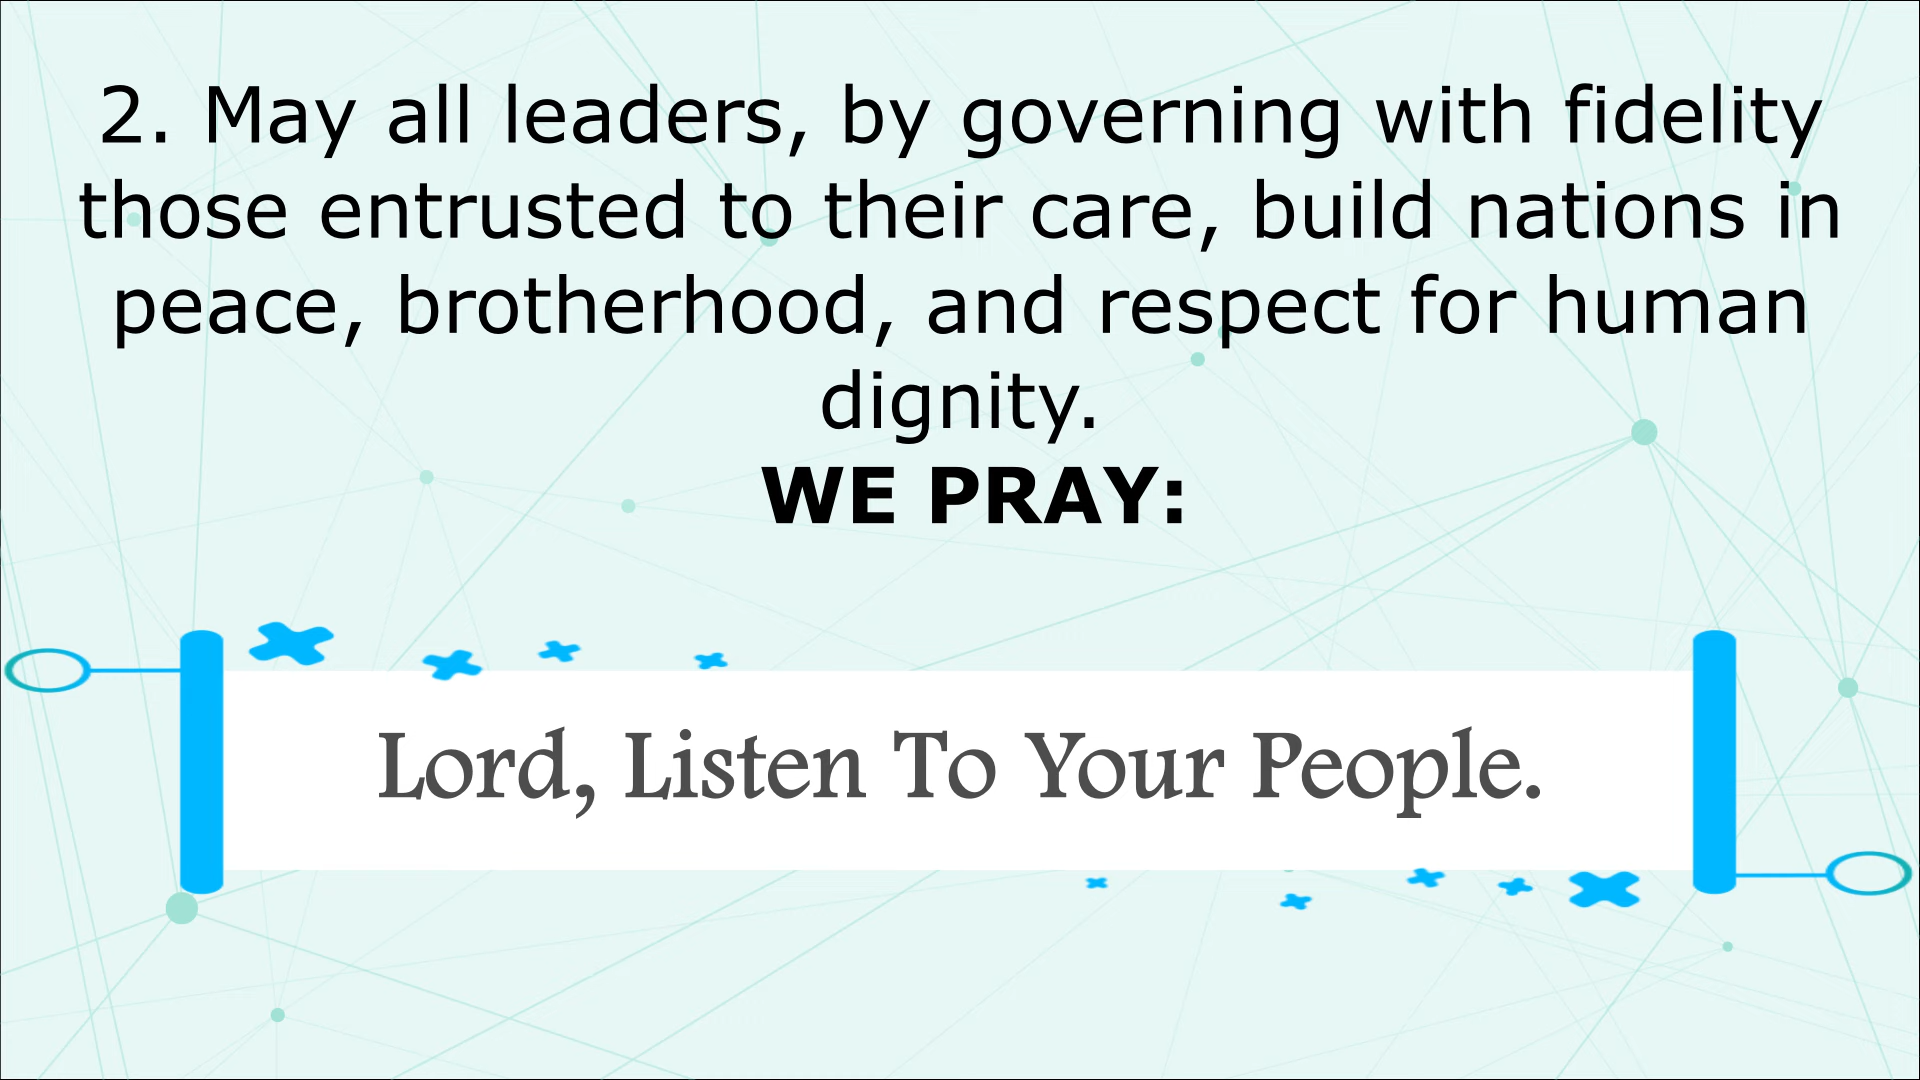 2. May all leaders, by governing with fidelity
those entrusted to their care, build nations in
peace, brotherhood, and respect for human
dignity.
WE PRAY:
Lord, Listen To Your People.